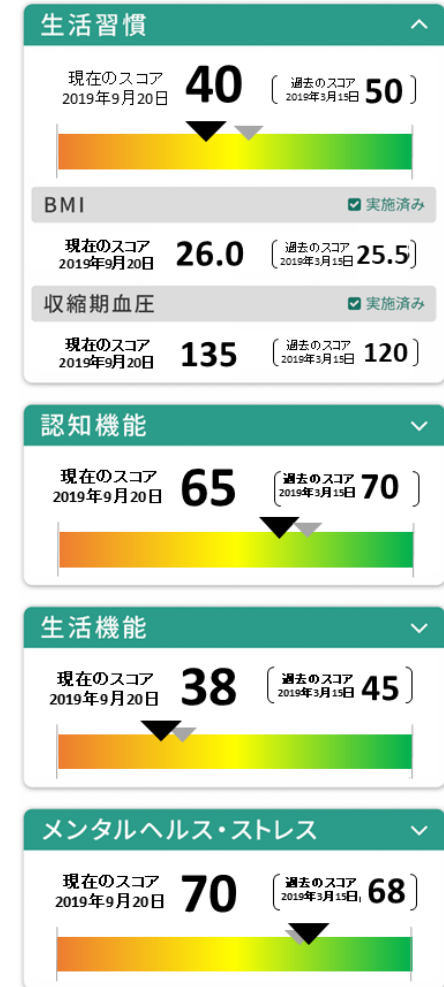 生活習慣
現在のスコア
2019年9月20日
40
過去のスコア
2019年3月15日
50
BMI
実施済み
現在のスコア
2019年9月20日
26.0
過去のスコア
2019年3月15日
25.5
収縮期血圧
実施済み
現在のスコア
2019年9月20日
135
過去のスコア
2019年3月15日
120
認知機能
現在のスコア
2019年9月20日
65
過去のスコア
2019年3月15日
70
生活機能
現在のスコア
2019年9月20日
38
過去のスコア
2019年3月15日
45
メンタルヘルス・ストレス
現在のスコア
2019年9月20日
70
過去のスコア
2019年3月15日
68